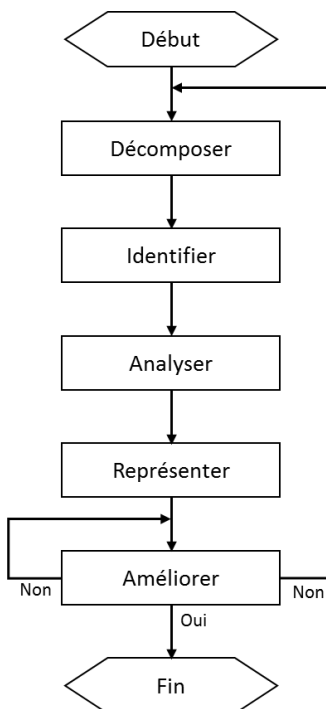 Début
Décomposer
Identifier
Analyser
Représenter
Améliorer
Non
Non
Oui
Fin